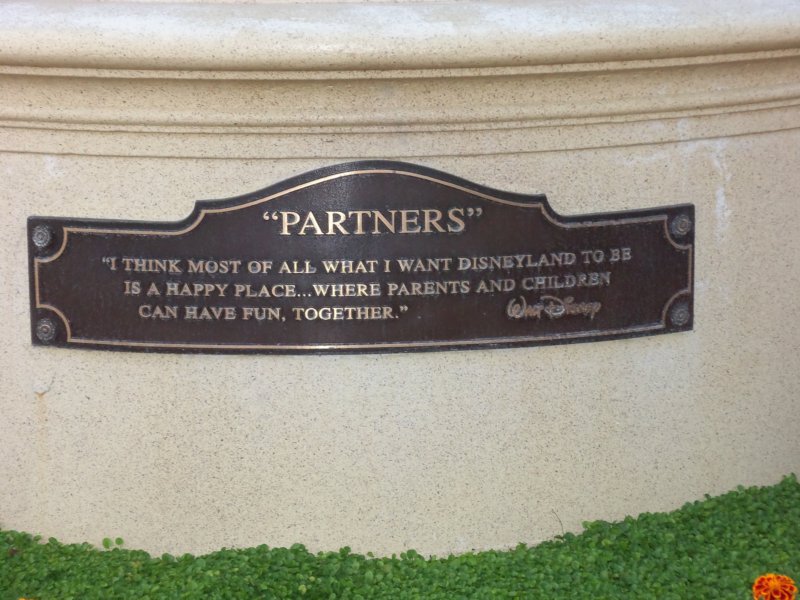 “PARTNERS”
“I THINK MOST OF ALL WHAT I WANT DISNEYLAND TO BE
IS A HAPPY PLACE...WHERE PARENTS AND CHILDREN
CAN HAVE FUN, TOGETHER.”
Walt Disney